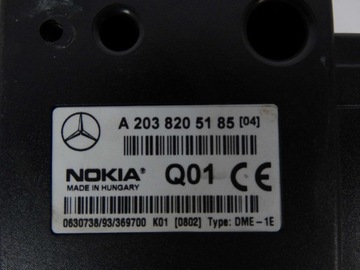 A 203 820 51 85 [04]
NOKIA Q01 CE
MADE IN HUNGARY
0630738/93/369700 K01 [0802] Type: DME-1E